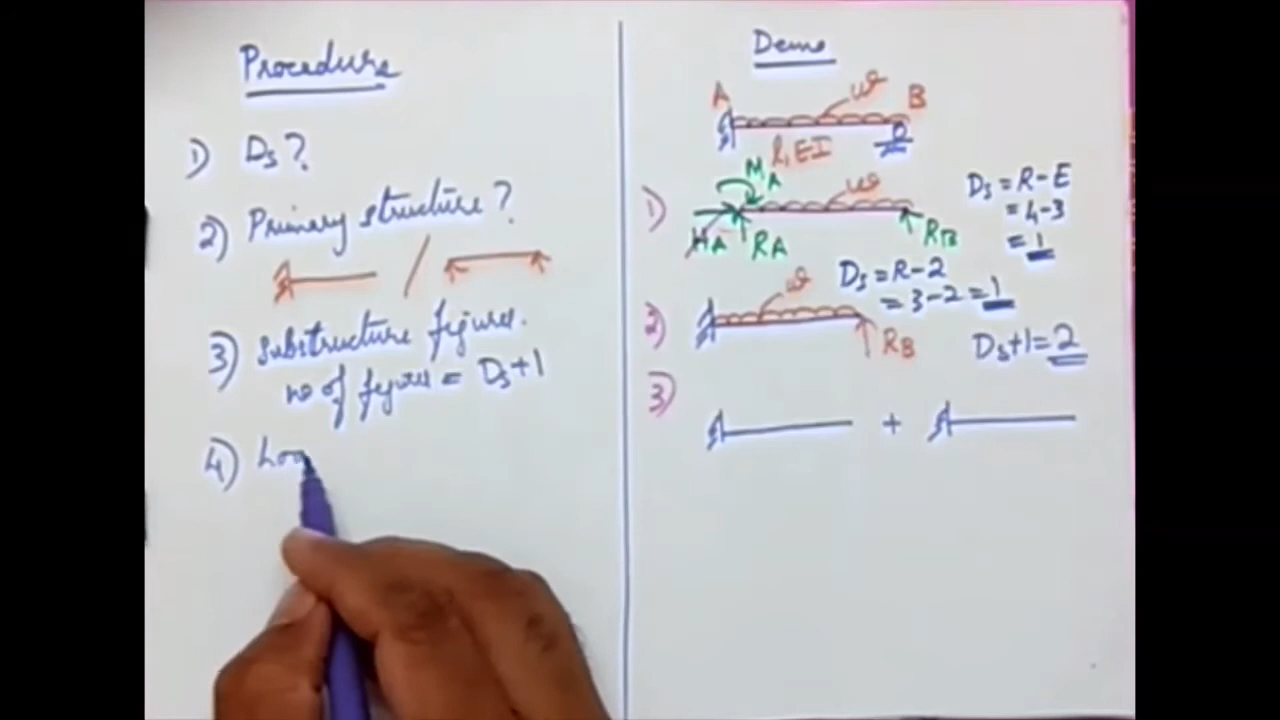 Procedure
1) Ds?
2) Primary structure?
3) Substructure figures.
no of figures = Ds+1
4) Loa
Demo
A w B
L, EI
1) MA w
HA RA RB
Ds = R-E
= 4-3
= 1
2) w RB
Ds = R-2
= 3-2 = 1
Ds+1 = 2
3) +